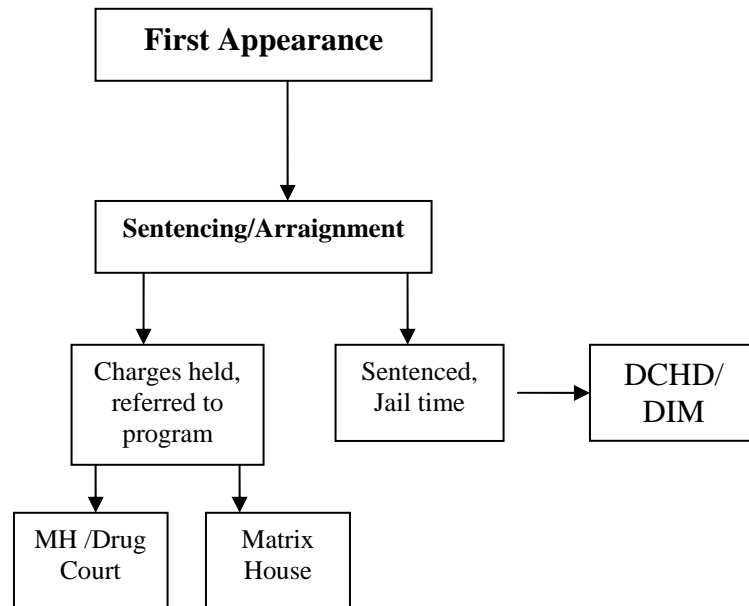 First Appearance
Sentencing/Arraignment
Charges held,
referred to
program
Sentenced,
Jail time
DCHD/
DIM
MH /Drug
Court
Matrix
House